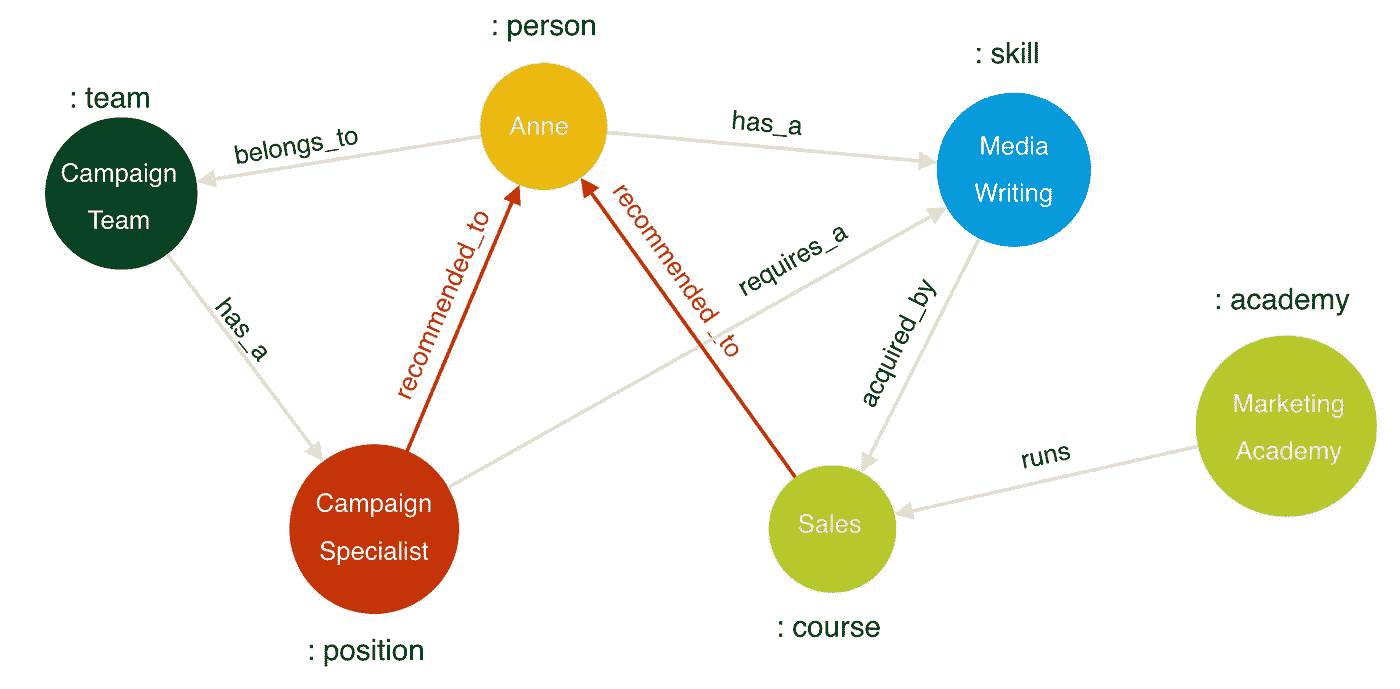 : person
: skill
: team
Anne
has_a
belongs_to
Media
Writing
Campaign
Team
recommended_to
recommended_to
requires_a
has_a
acquired_by
: academy
Marketing
Academy
runs
Campaign
Specialist
Sales
: course
: position